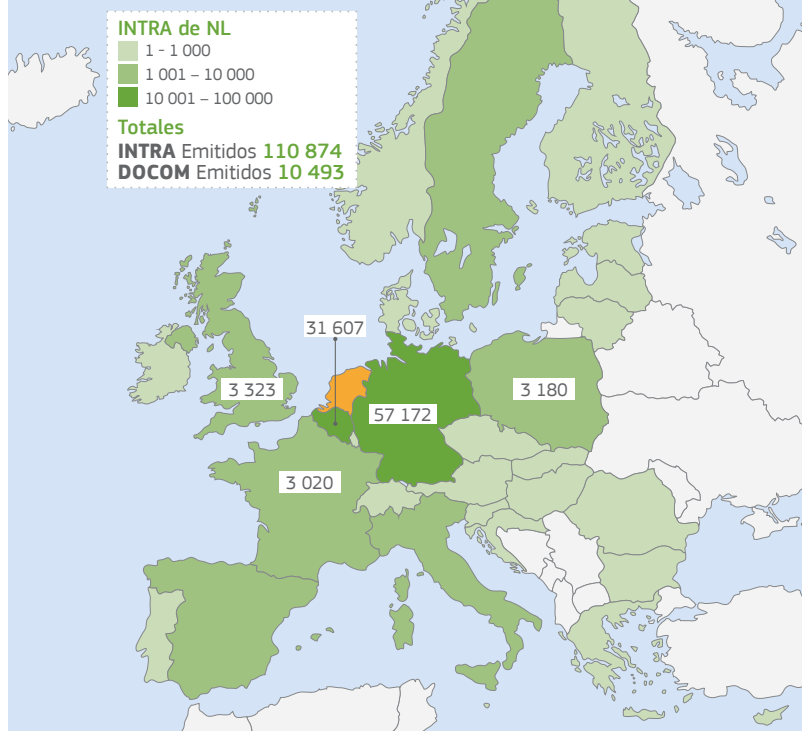 INTRA de NL
1 - 1 000
1 001 – 10 000
10 001 – 100 000
Totales
INTRA Emitidos 110 874
DOCOM Emitidos 10 493
31 607
3 323
3 180
57 172
3 020